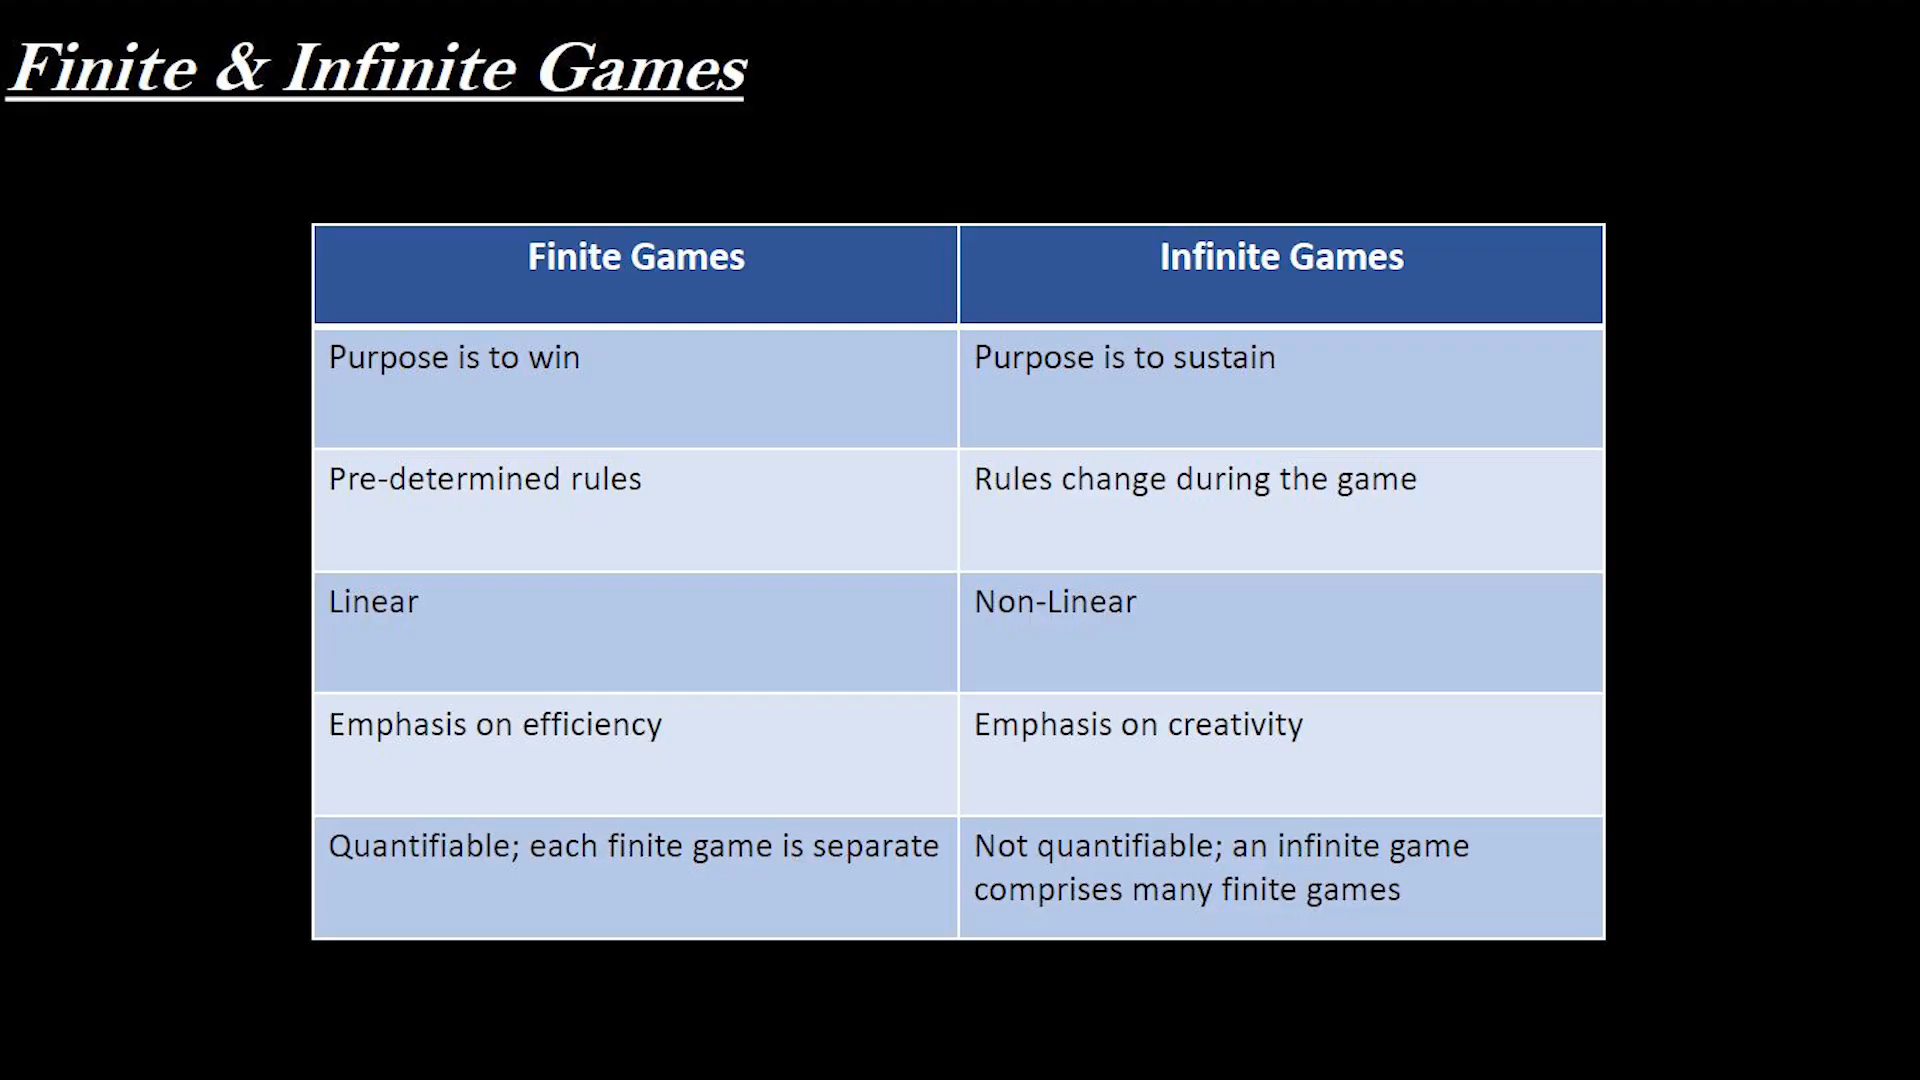 Finite & Infinite Games
Finite Games
Infinite Games
Purpose is to win
Purpose is to sustain
Pre-determined rules
Rules change during the game
Linear
Non-Linear
Emphasis on efficiency
Emphasis on creativity
Quantifiable; each finite game is separate
Not quantifiable; an infinite game
comprises many finite games